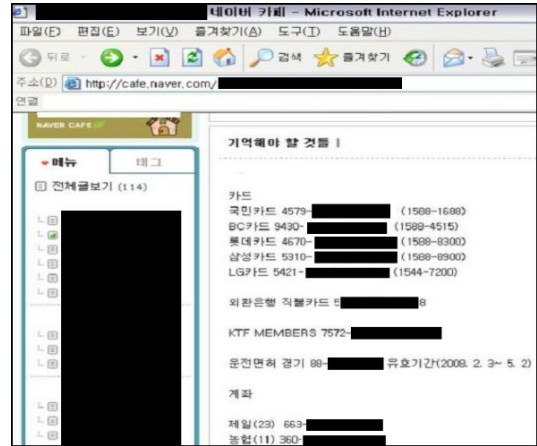 네이버 카페 - Microsoft Internet Explorer
파일(F) 편집(E) 보기(V) 즐겨찾기(A) 도구(T) 도움말(H)
뒤로 검색 즐겨찾기
주소(D) http://cafe.naver.com/
연결
NAVER CAFE
메뉴 태그
전체글보기 (114)
기억해야 할 것들 |
카드
국민카드 4579- (1588-1688)
BC카드 9430- (1588-4515)
롯데카드 4670- (1588-8300)
삼성카드 5310- (1588-8900)
LG카드 5421- (1544-7200)
외환은행 직불카드 5 8
KTF MEMBERS 7572-
운전면허 경기 88- 유효기간(2008. 2. 3~ 5. 2)
계좌
제일(23) 663-
농협(11) 360-